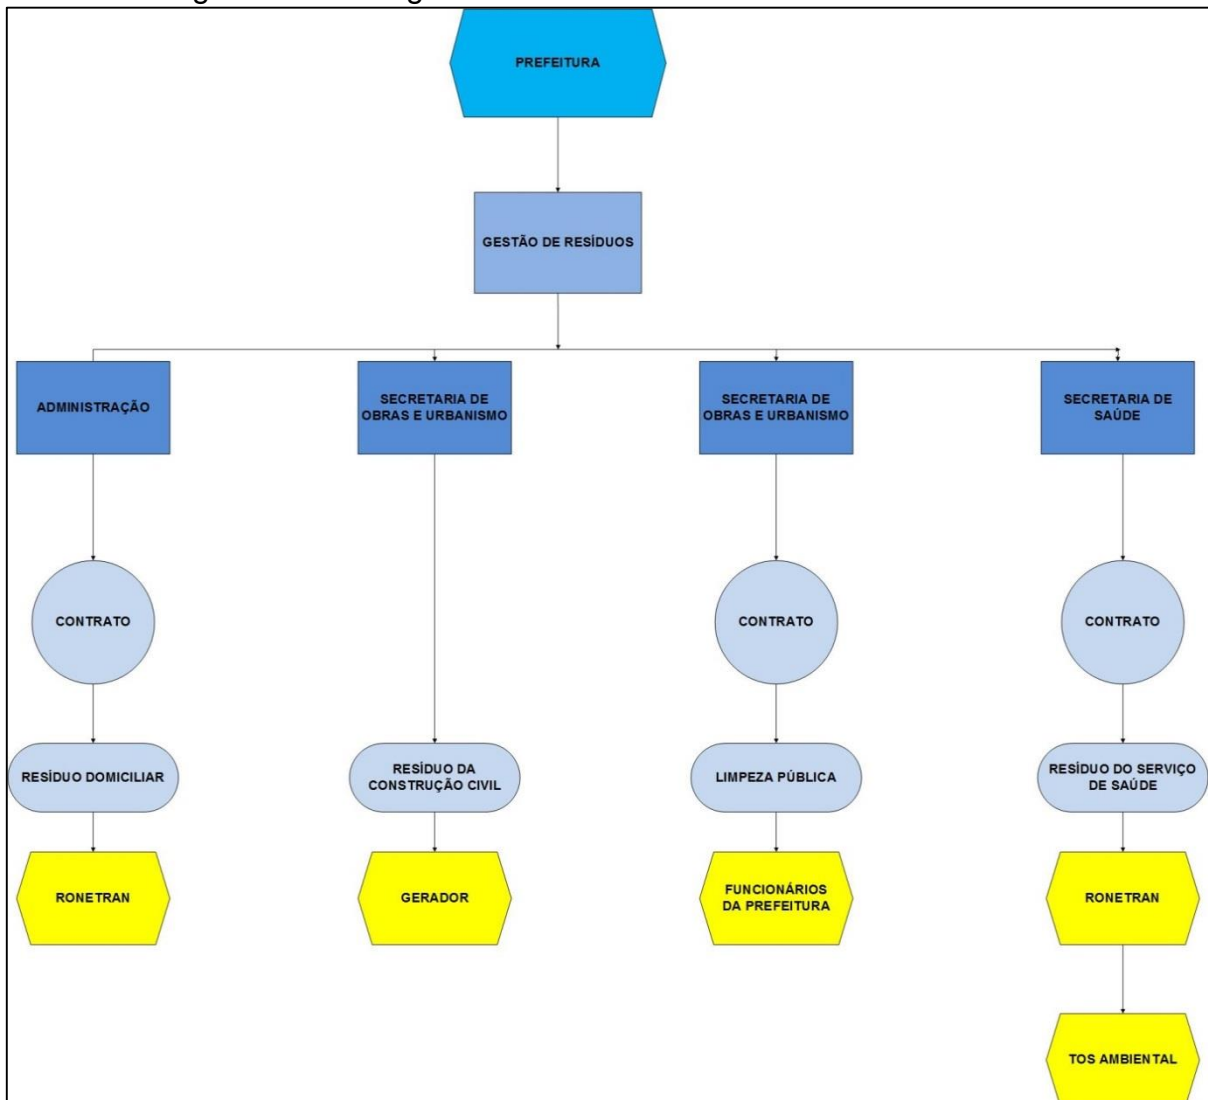 PREFEITURA
GESTÃO DE RESÍDUOS
ADMINISTRAÇÃO
SECRETARIA DE
OBRAS E URBANISMO
SECRETARIA DE
OBRAS E URBANISMO
SECRETARIA DE
SAÚDE
CONTRATO
CONTRATO
CONTRATO
RESÍDUO DOMICILIAR
RESÍDUO DA
CONSTRUÇÃO CIVIL
LIMPEZA PÚBLICA
RESÍDUO DO SERVIÇO
DE SAÚDE
RONETRAN
GERADOR
FUNCIONÁRIOS
DA PREFEITURA
RONETRAN
TOS AMBIENTAL